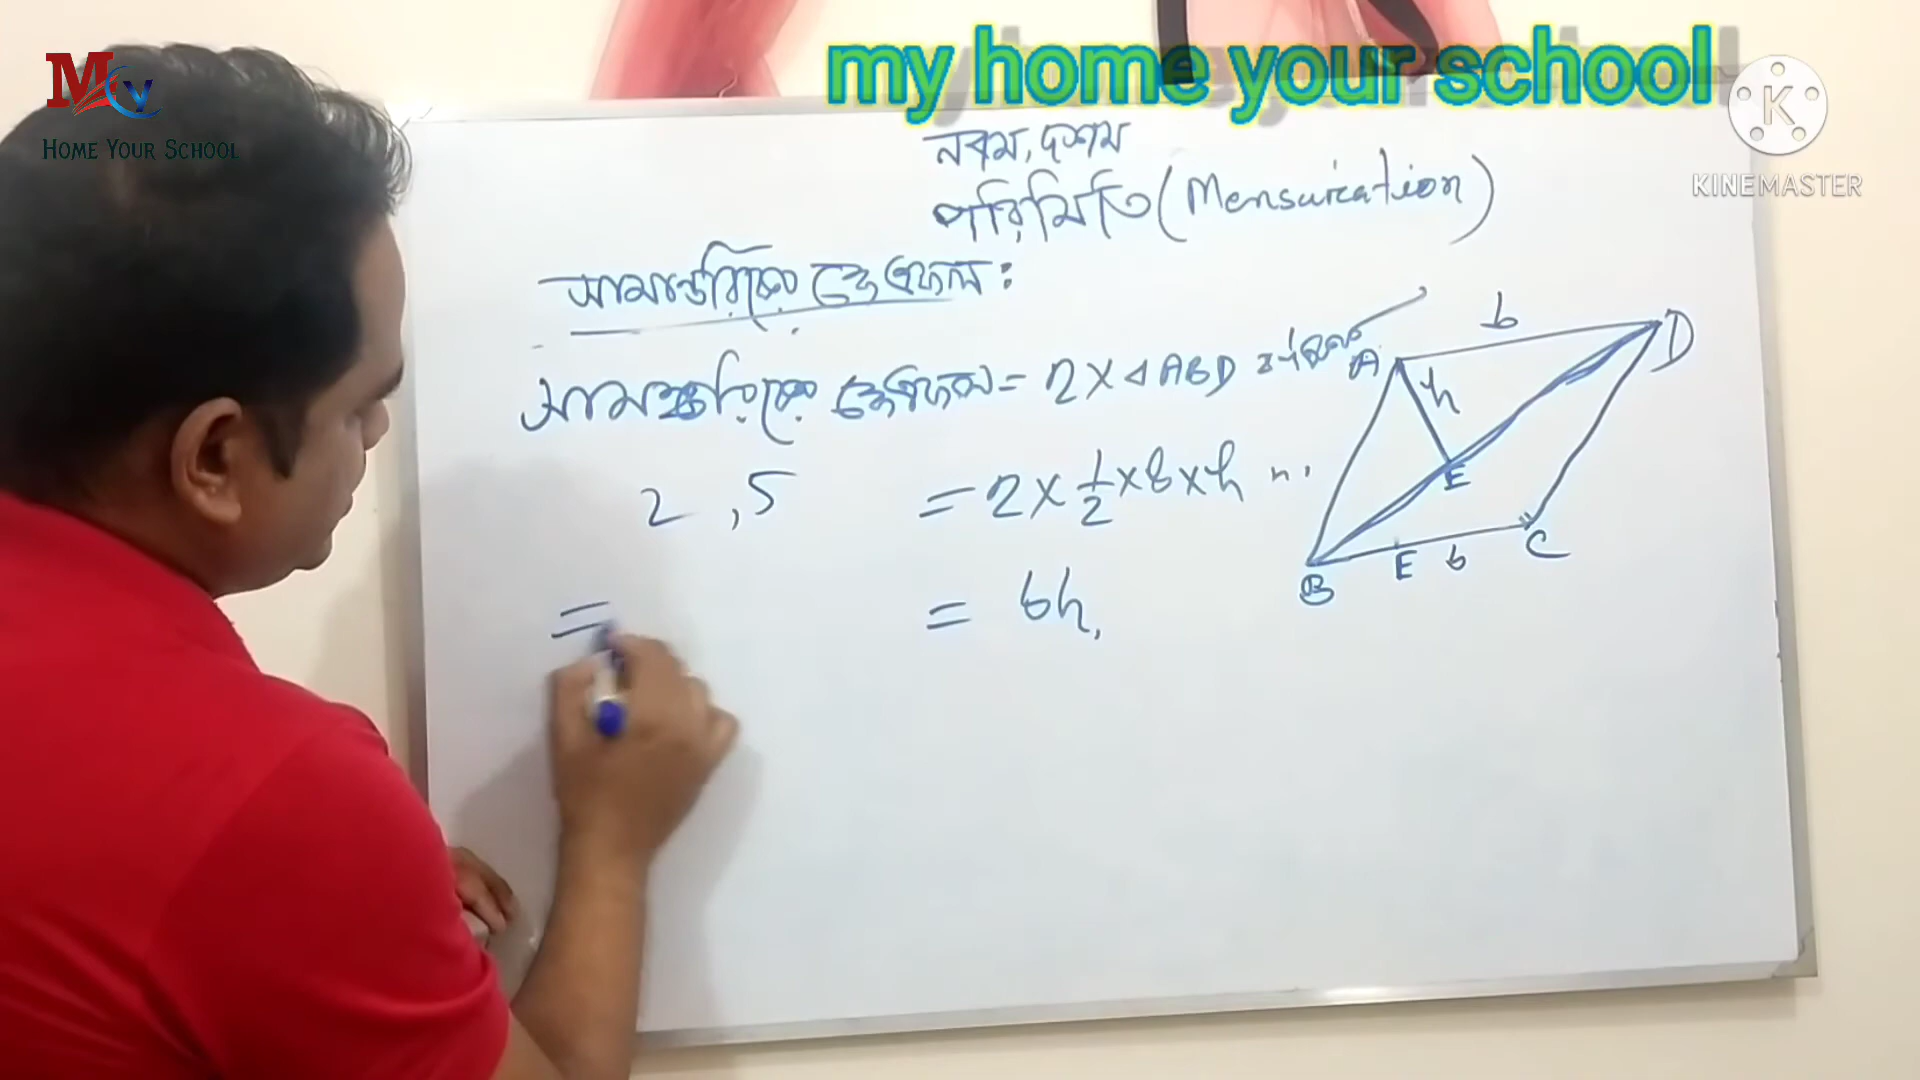 my home your school
MCV
HOME YOUR SCHOOL
K
KINEMASTER
নবম, দশম
পরিমিতি (Mensuration)
সামান্তরিকের ক্ষেত্রফল:
সামান্তরিকের ক্ষেত্রফল = 2 × Δ ABD
= 2 × 1/2 × b × h
2 , 5
= bh,
=
A
b
D
h
E
B
E
b
C